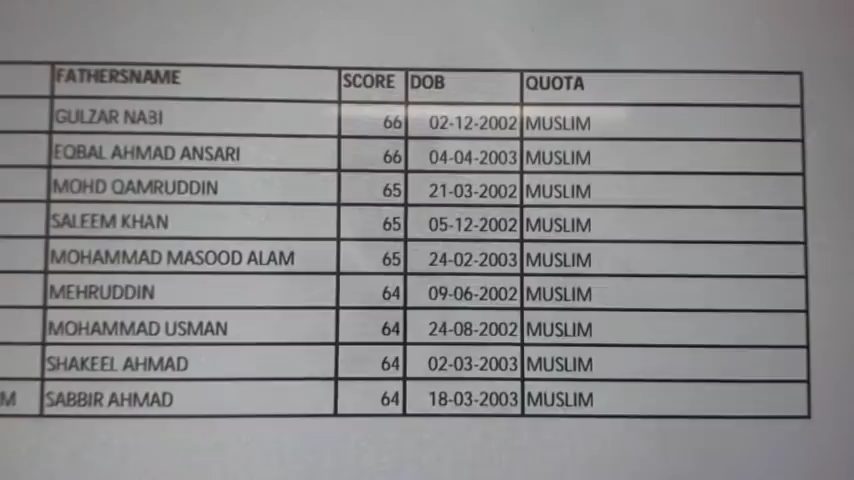 FATHERSNAME SCORE DOB QUOTA
GULZAR NABI 66 02-12-2002 MUSLIM
EQBAL AHMAD ANSARI 66 04-04-2003 MUSLIM
MOHD QAMRUDDIN 65 21-03-2002 MUSLIM
SALEEM KHAN 65 05-12-2002 MUSLIM
MOHAMMAD MASOOD ALAM 65 24-02-2003 MUSLIM
MEHRUDDIN 64 09-06-2002 MUSLIM
MOHAMMAD USMAN 64 24-08-2002 MUSLIM
SHAKEEL AHMAD 64 02-03-2003 MUSLIM
M SABBIR AHMAD 64 18-03-2003 MUSLIM